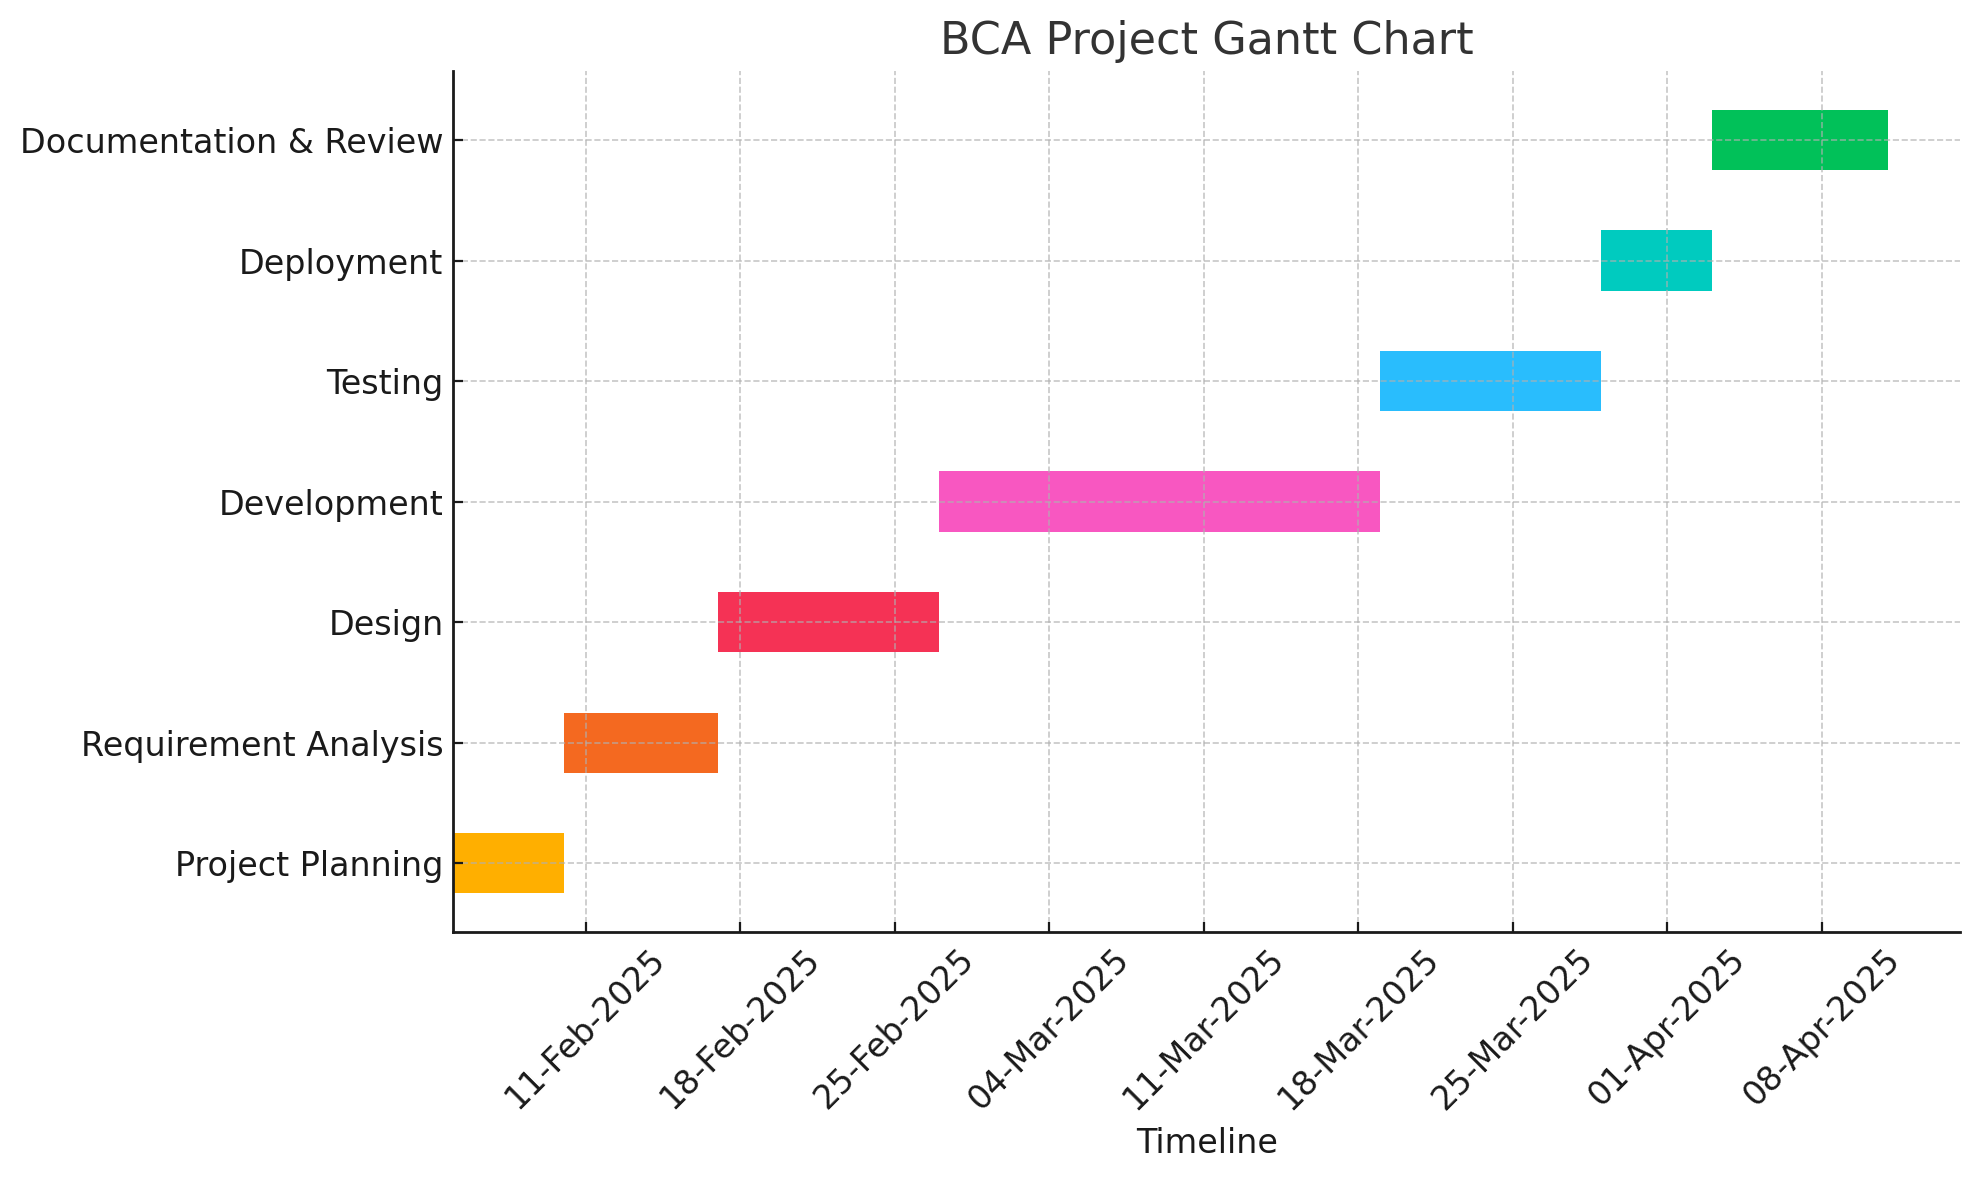 BCA Project Gantt Chart
Documentation & Review
Deployment
Testing
Development
Design
Requirement Analysis
Project Planning
11-Feb-2025
18-Feb-2025
25-Feb-2025
04-Mar-2025
11-Mar-2025
18-Mar-2025
25-Mar-2025
01-Apr-2025
08-Apr-2025
Timeline